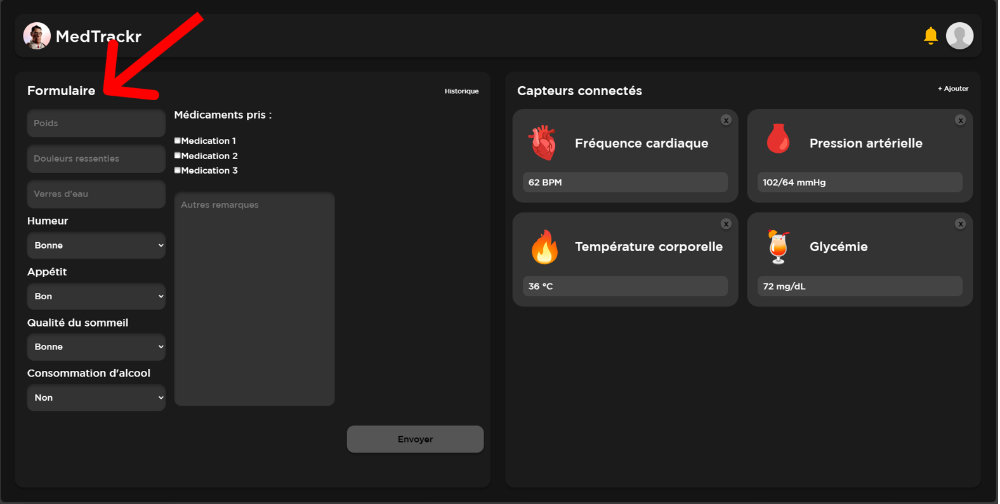 MedTrackr
Formulaire
Historique
Poids
Douleurs ressenties
Verres d'eau
Humeur
Bonne
Appétit
Bon
Qualité du sommeil
Bonne
Consommation d'alcool
Non
Médicaments pris :
Medication 1
Medication 2
Medication 3
Autres remarques
Envoyer
Capteurs connectés
+ Ajouter
x
Fréquence cardiaque
62 BPM
x
Pression artérielle
102/64 mmHg
x
Température corporelle
36 °C
x
Glycémie
72 mg/dL